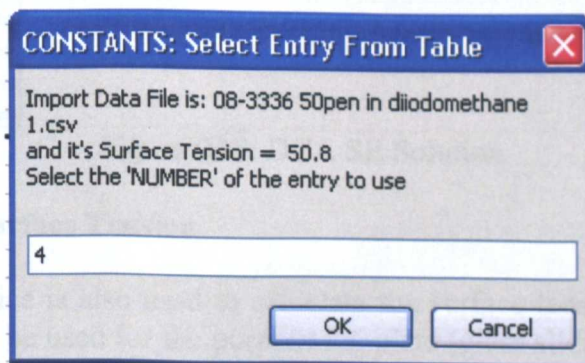 CONSTANTS: Select Entry From Table
Import Data File is: 08-3336 50pen in diiodomethane
1.csv
and it's Surface Tension = 50.8
Select the 'NUMBER' of the entry to use
4
OK
Cancel